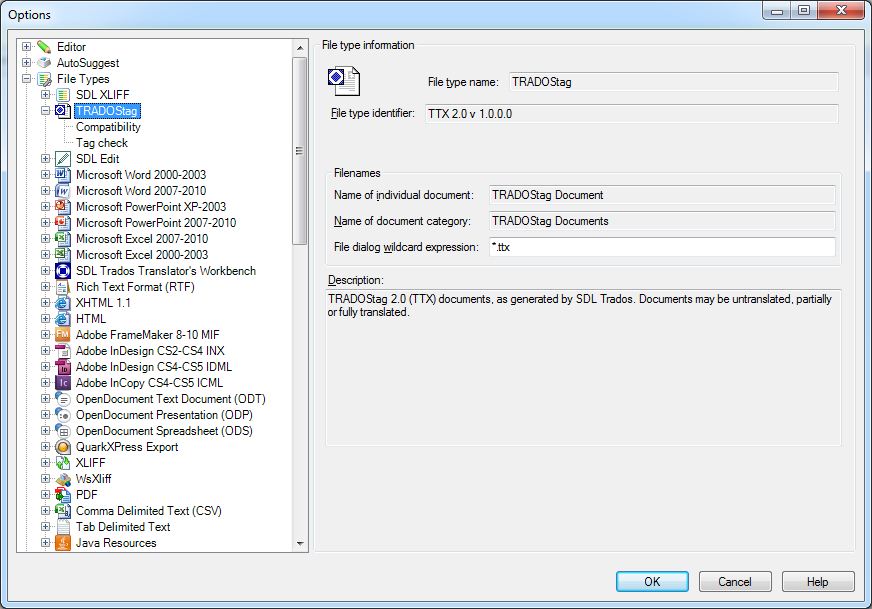 Options
Editor
AutoSuggest
File Types
SDL XLIFF
TRADOStag
Compatibility
Tag check
SDL Edit
Microsoft Word 2000-2003
Microsoft Word 2007-2010
Microsoft PowerPoint XP-2003
Microsoft PowerPoint 2007-2010
Microsoft Excel 2007-2010
Microsoft Excel 2000-2003
SDL Trados Translator's Workbench
Rich Text Format (RTF)
XHTML 1.1
HTML
Adobe FrameMaker 8-10 MIF
Adobe InDesign CS2-CS4 INX
Adobe InDesign CS4-CS5 IDML
Adobe InCopy CS4-CS5 ICML
OpenDocument Text Document (ODT)
OpenDocument Presentation (ODP)
OpenDocument Spreadsheet (ODS)
QuarkXPress Export
XLIFF
WsXliff
PDF
Comma Delimited Text (CSV)
Tab Delimited Text
Java Resources
File type information
File type name: TRADOStag
File type identifier: TTX 2.0 v 1.0.0.0
Filenames
Name of individual document: TRADOStag Document
Name of document category: TRADOStag Documents
File dialog wildcard expression: *.ttx
Description:
TRADOStag 2.0 (TTX) documents, as generated by SDL Trados. Documents may be untranslated, partially
or fully translated.
OK Cancel Help